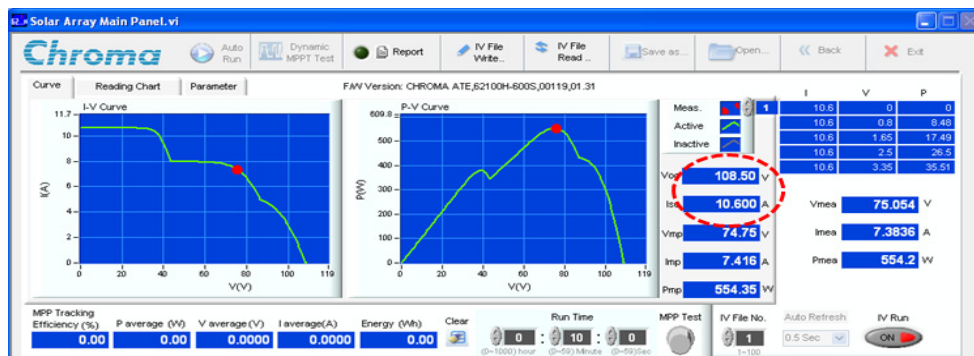 Solar Array Main Panel.vi
Chroma Auto Run Dynamic MPPT Test Report IV File Write.. IV File Read .. Save as... Open... Back Exit
Curve Reading Chart Parameter F/W Version: CHROMA ATE,62100H-600S,00119,01.31
I-V Curve
11.7
10
8
6
4
2
0
I(A)
0 20 40 60 80 100 119
V(V)
P-V Curve
609.8
500
400
300
200
100
0
P(W)
0 20 40 60 80 100 119
V(V)
Meas. 1
Active
Inactive
I V P
10.6 0 0
10.6 0.8 8.48
10.6 1.65 17.49
10.6 2.5 26.5
10.6 3.35 35.51
Voc 108.50 V
Isc 10.600 A
Vmp 74.75 V
Imp 7.416 A
Pmp 554.35 W
Vmea 75.054 V
Imea 7.3836 A
Pmea 554.2 W
MPP Tracking
Efficiency (%) P average (W) V average (V) I average(A) Energy (Wh) Clear
0.00 0.00 0.0000 0.0000 0.00
Run Time
0 : 10 : 0
(0~1000) hour (0~59) Minute (0~59)Sec
MPP Test
IV File No.
1
1~100
Auto Refresh
0.5 Sec
IV Run
ON